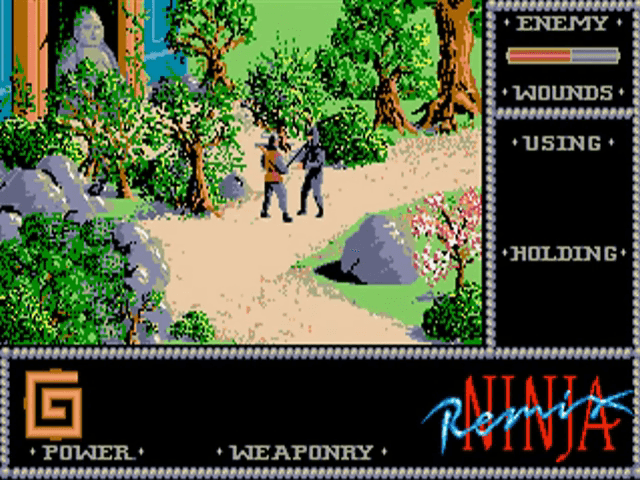 ENEMY
WOUNDS
USING
HOLDING
POWER
WEAPONRY
NINJA
Remix